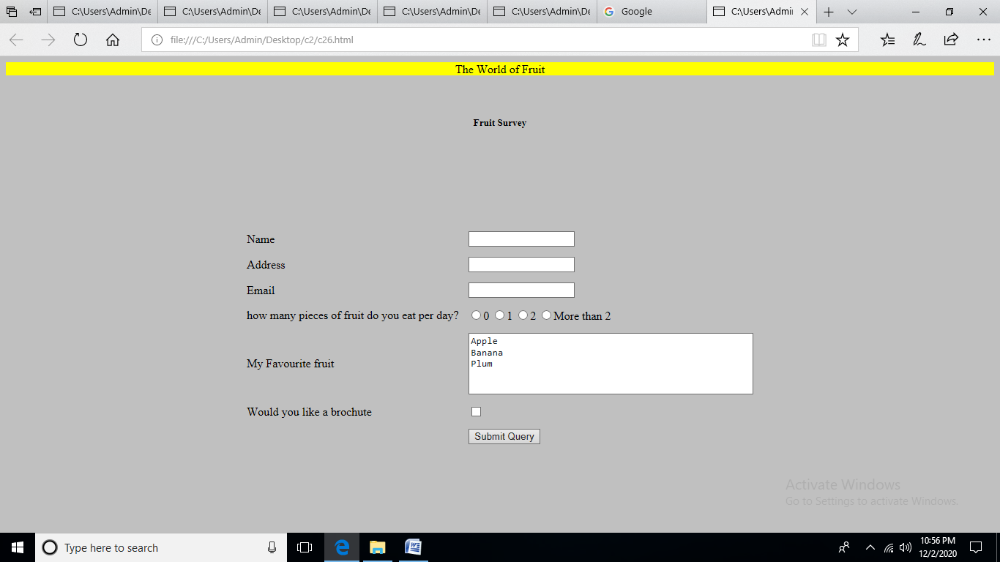 C:\Users\Admin\De C:\Users\Admin\De C:\Users\Admin\De C:\Users\Admin\De C:\Users\Admin\De Google C:\Users\Admi
file:///C:/Users/Admin/Desktop/c2/c26.html
The World of Fruit
Fruit Survey
Name
Address
Email
how many pieces of fruit do you eat per day? 0 1 2 More than 2
My Favourite fruit
Apple
Banana
Plum
Would you like a brochute
Submit Query
Activate Windows
Go to Settings to activate Windows.
Type here to search
10:56 PM
12/2/2020